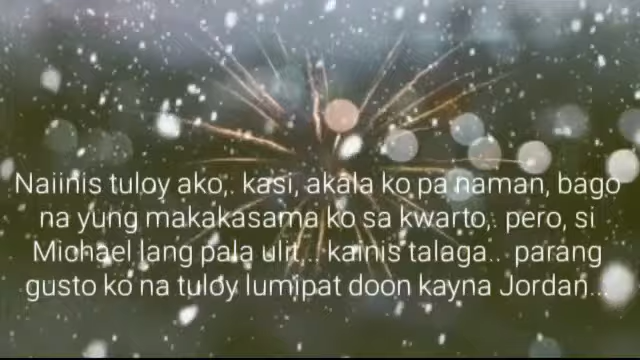 Naiinis tuloy ako,. kasi, akala ko pa naman, bago
na yung makakasama ko sa kwarto,. pero, si
Michael lang pala ulit,.. kainis talaga... parang
gusto ko na tuloy lumipat doon kayna Jordan...